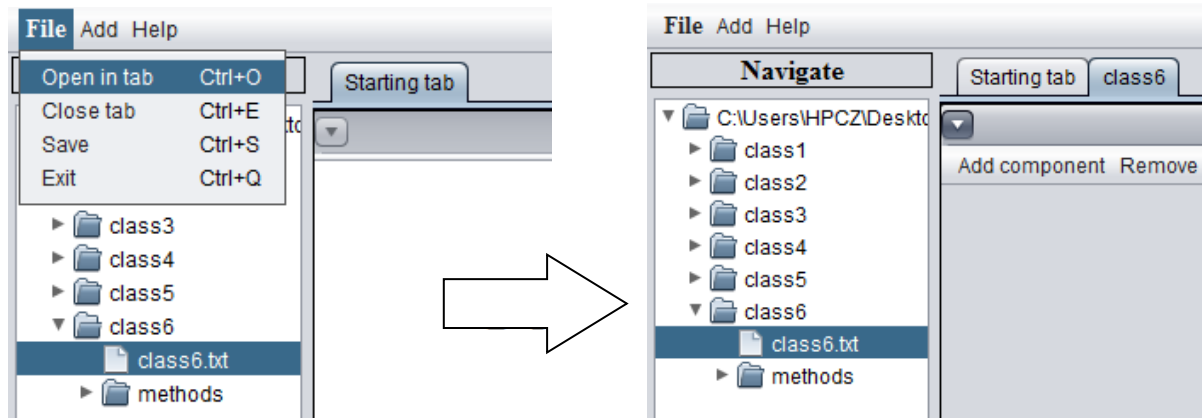 File Add Help
Open in tab Ctrl+O
Close tab Ctrl+E
Save Ctrl+S
Exit Ctrl+Q
Starting tab
class3
class4
class5
class6
class6.txt
methods
File Add Help
Navigate
Starting tab class6
C:\Users\HPCZ\Deskto
class1
class2
class3
class4
class5
class6
class6.txt
methods
Add component Remove